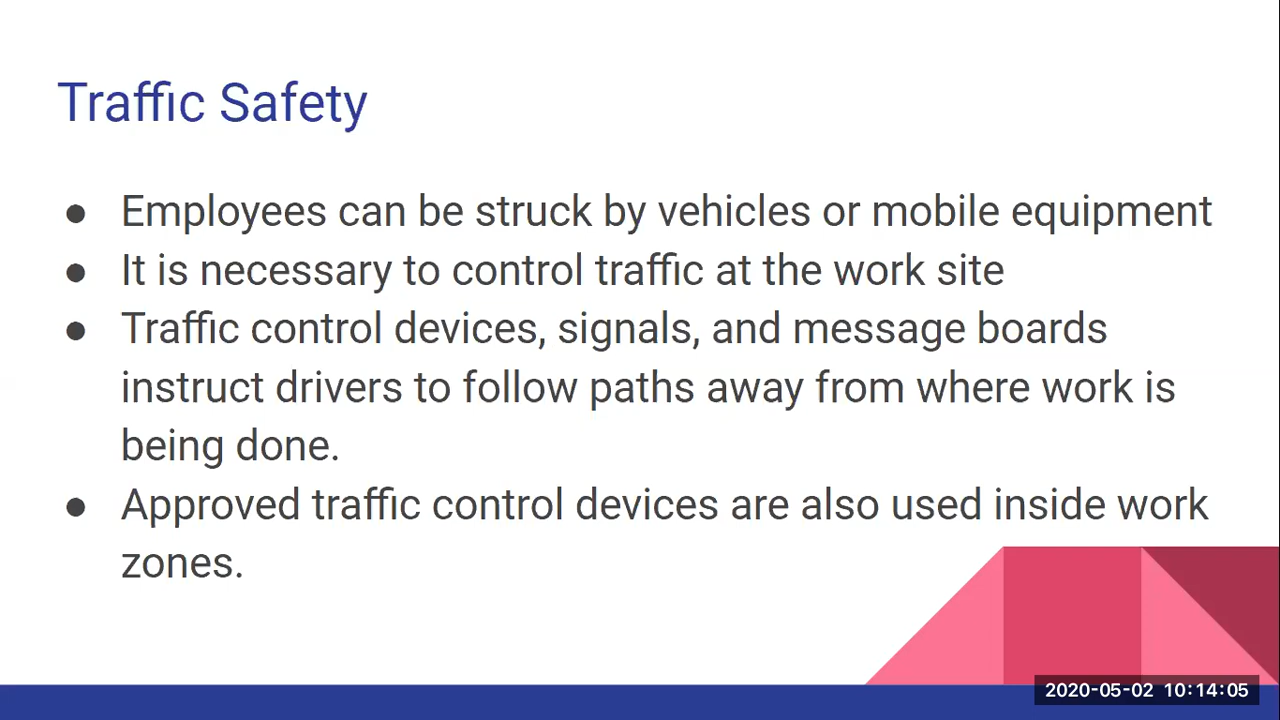 Traffic Safety
● Employees can be struck by vehicles or mobile equipment
● It is necessary to control traffic at the work site
● Traffic control devices, signals, and message boards
instruct drivers to follow paths away from where work is
being done.
● Approved traffic control devices are also used inside work
zones.
2020-05-02 10:14:05